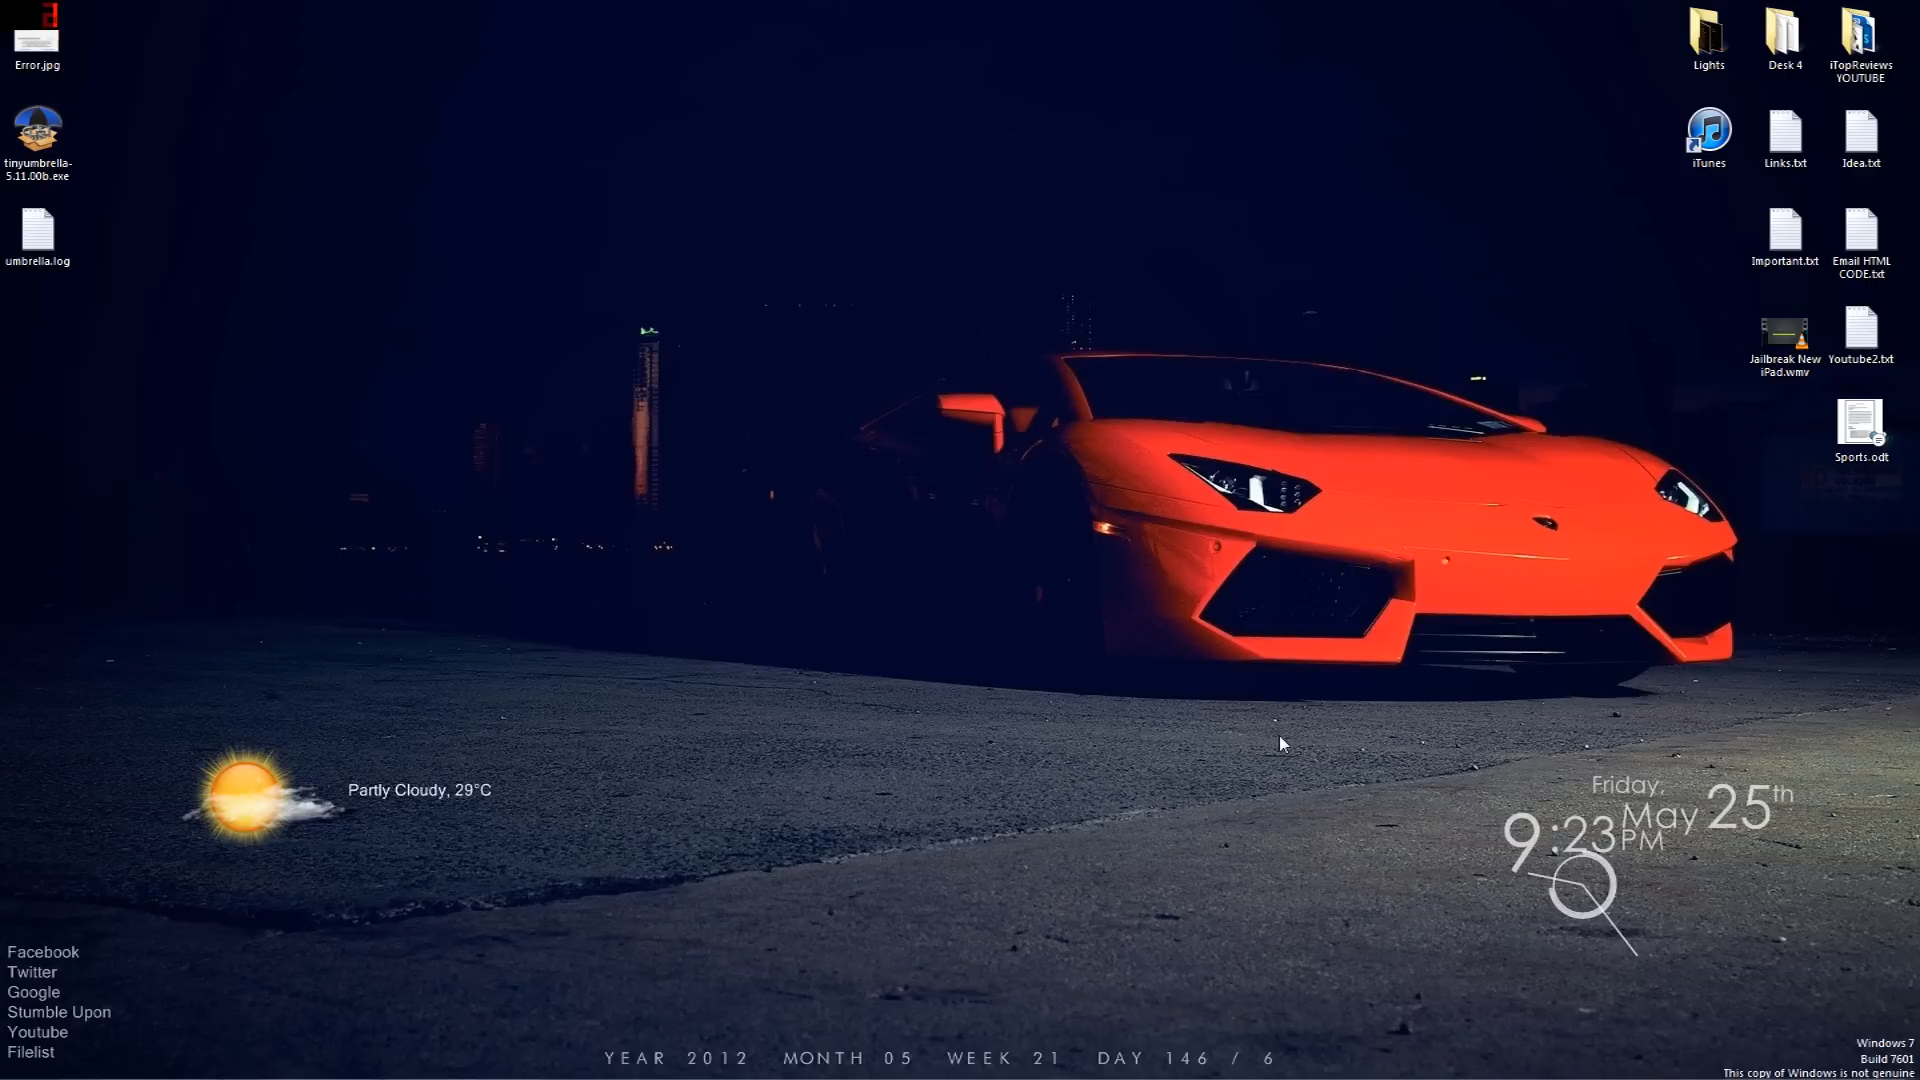 Error.jpg
tinyumbrella-
5.11.00b.exe
umbrella.log
Lights
Desk 4
iTopReviews
YOUTUBE
iTunes
Links.txt
Idea.txt
Important.txt
Email HTML
CODE.txt
Jailbreak New
iPad.wmv
Youtube2.txt
Sports.odt
Partly Cloudy, 29°C
Friday,
May 25th
9:23 PM
Facebook
Twitter
Google
Stumble Upon
Youtube
Filelist
YEAR 2012 MONTH 05 WEEK 21 DAY 146 / 6
Windows 7
Build 7601
This copy of Windows is not genuine